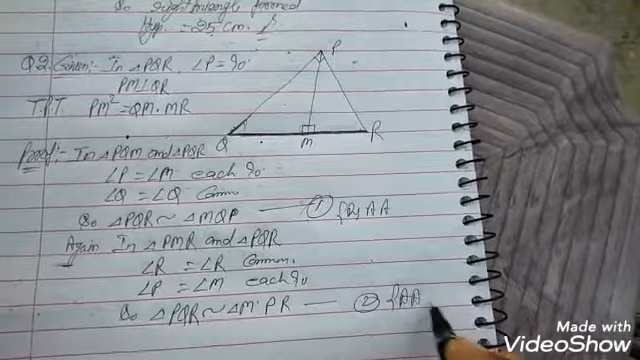 So right triangle formed
Hyp. = 25 cm.
Q2. Given:- In △PQR, ∠P = 90°
PM⊥QR
T.P.T. PM² = QM · MR
P
Q
M
R
Proof:- In △PQM and △PQR
∠P = ∠M each 90°
∠Q = ∠Q Comm
So △PQR ~ △MQP — ① {By AA
Again In △PMR and △PQR
∠R = ∠R Common.
∠P = ∠M each 90
So △PQR ~ △M·PR — ② {AA
Made with
VideoShow